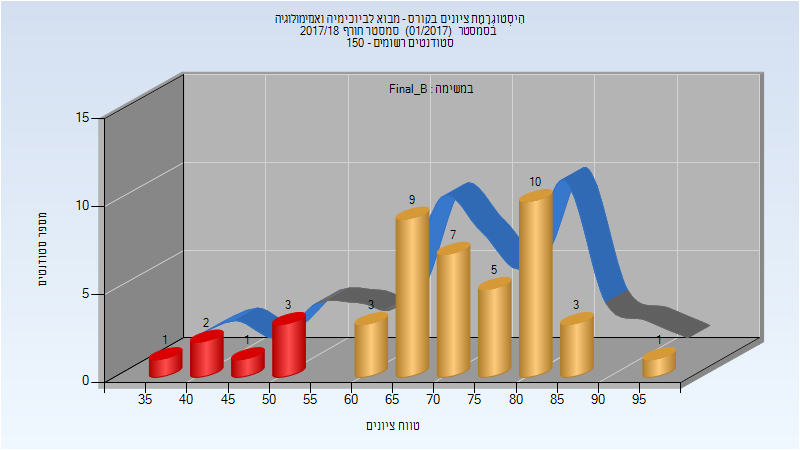 היסטוגרמת ציונים בקורס - מבוא לביוכימיה ואמימולוגיה
בסמסטר (01/2017) סמסטר חורף 2017/18
סטודנטים רשומים - 150
במשימה : Final_B
מספר סטודנטים
15
10
5
0
1
2
1
3
3
9
7
5
10
3
1
35 40 45 50 55 60 65 70 75 80 85 90 95
טווח ציונים